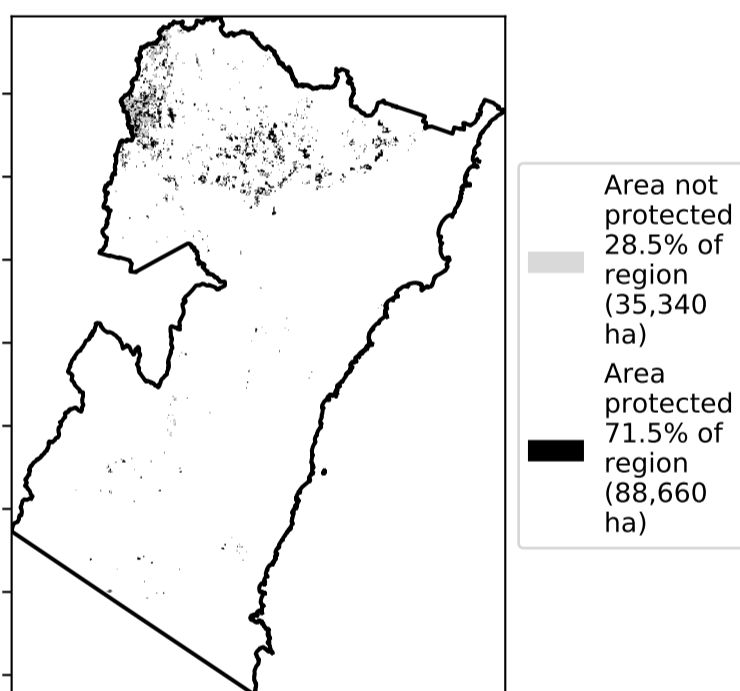 Area not
protected
28.5% of
region
(35,340
ha)
Area
protected
71.5% of
region
(88,660
ha)